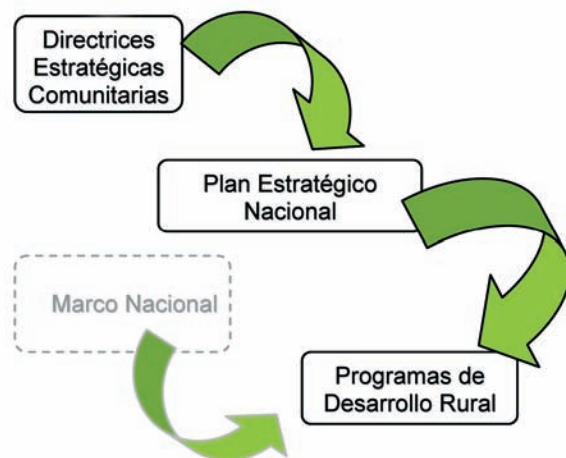 Directrices
Estratégicas
Comunitarias
Plan Estratégico
Nacional
Marco Nacional
Programas de
Desarrollo Rural